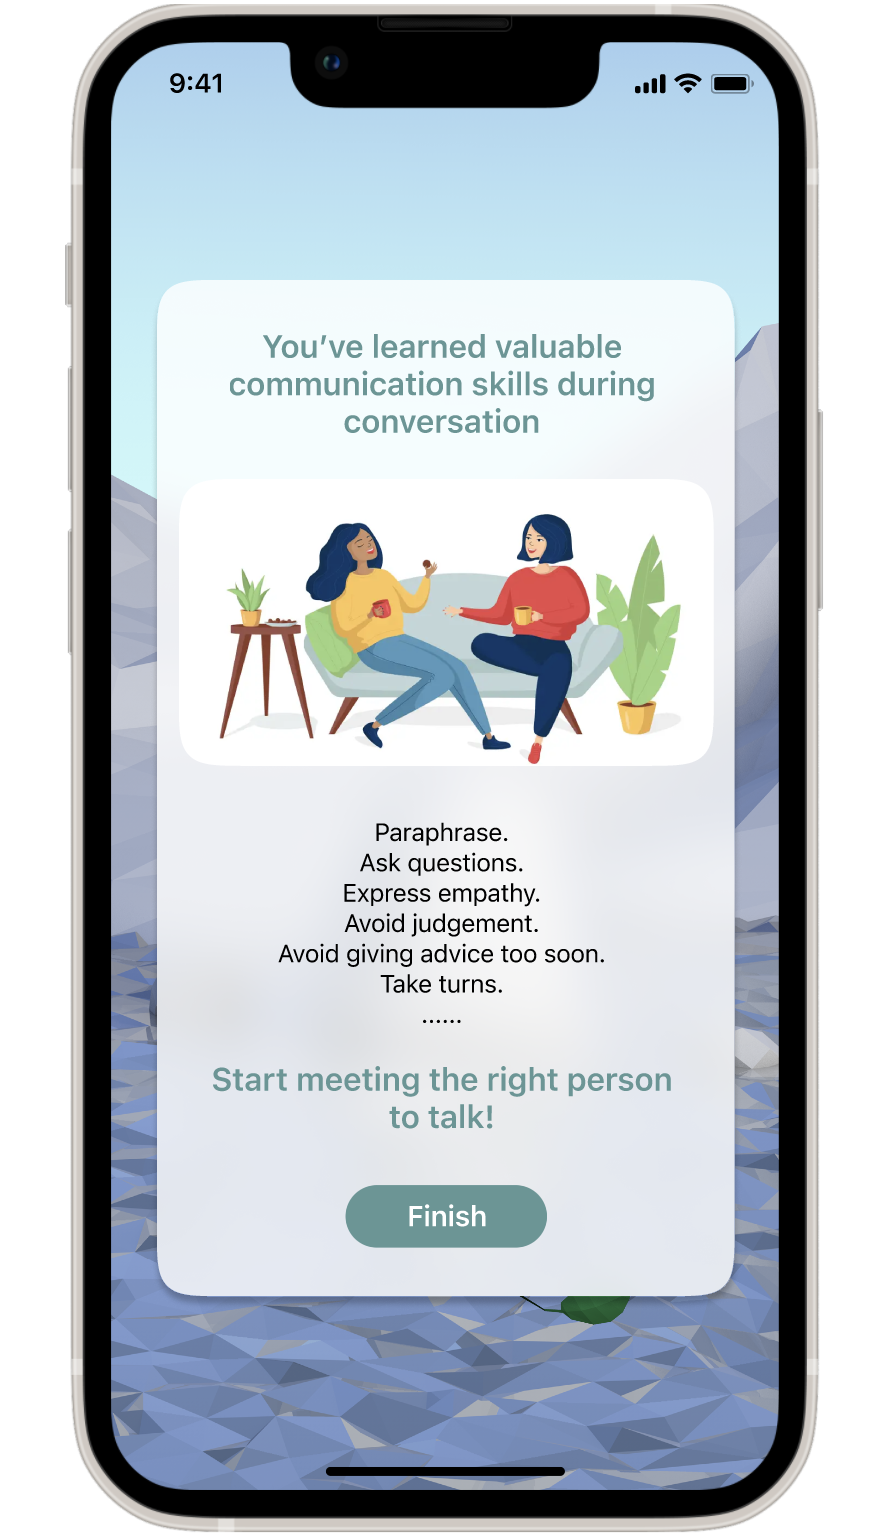 9:41
You’ve learned valuable
communication skills during
conversation
Paraphrase.
Ask questions.
Express empathy.
Avoid judgement.
Avoid giving advice too soon.
Take turns.
......
Start meeting the right person
to talk!
Finish